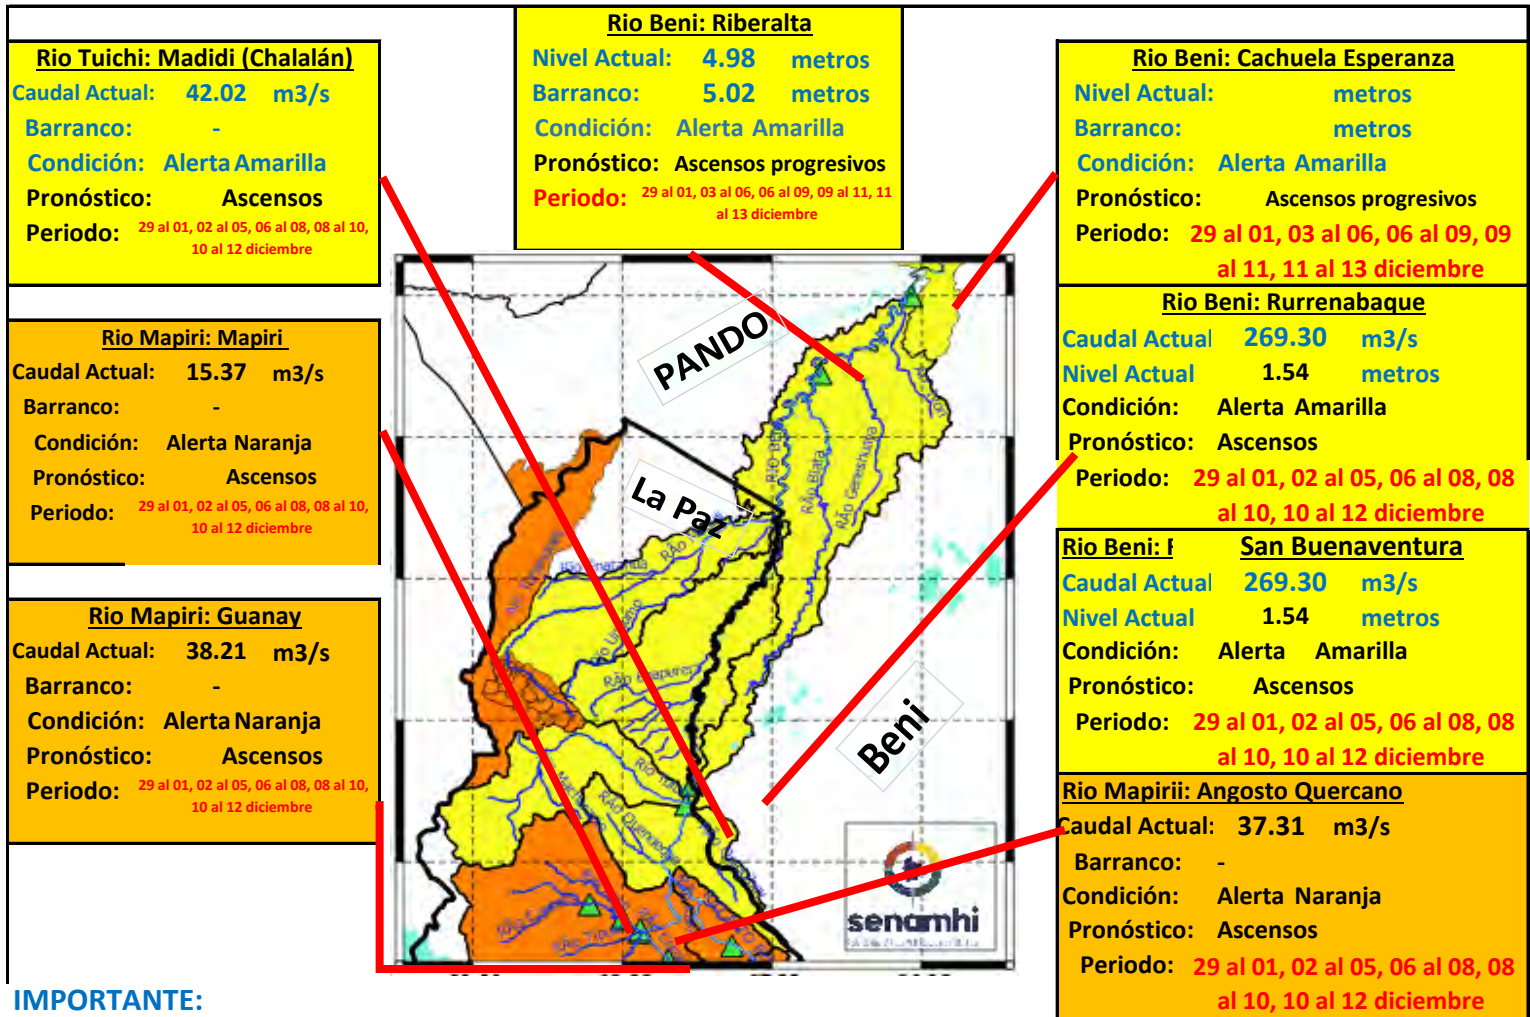 Rio Tuichi: Madidi (Chalalán)
Caudal Actual: 42.02 m3/s
Barranco: -
Condición: Alerta Amarilla
Pronóstico: Ascensos
Periodo: 29 al 01, 02 al 05, 06 al 08, 08 al 10,
10 al 12 diciembre
Rio Mapiri: Mapiri
Caudal Actual: 15.37 m3/s
Barranco: -
Condición: Alerta Naranja
Pronóstico: Ascensos
Periodo: 29 al 01, 02 al 05, 06 al 08, 08 al 10,
10 al 12 diciembre
Rio Mapiri: Guanay
Caudal Actual: 38.21 m3/s
Barranco: -
Condición: Alerta Naranja
Pronóstico: Ascensos
Periodo: 29 al 01, 02 al 05, 06 al 08, 08 al 10,
10 al 12 diciembre
Rio Beni: Riberalta
Nivel Actual: 4.98 metros
Barranco: 5.02 metros
Condición: Alerta Amarilla
Pronóstico: Ascensos progresivos
Periodo: 29 al 01, 03 al 06, 06 al 09, 09 al 11, 11
al 13 diciembre
PANDO
La Paz
Beni
RÃo Biata
RÃo Geneshuaya
senamhi
Rio Beni: Cachuela Esperanza
Nivel Actual: metros
Barranco: metros
Condición: Alerta Amarilla
Pronóstico: Ascensos progresivos
Periodo: 29 al 01, 03 al 06, 06 al 09, 09
al 11, 11 al 13 diciembre
Rio Beni: Rurrenabaque
Caudal Actual 269.30 m3/s
Nivel Actual 1.54 metros
Condición: Alerta Amarilla
Pronóstico: Ascensos
Periodo: 29 al 01, 02 al 05, 06 al 08, 08
al 10, 10 al 12 diciembre
Rio Beni: San Buenaventura
Caudal Actual 269.30 m3/s
Nivel Actual 1.54 metros
Condición: Alerta Amarilla
Pronóstico: Ascensos
Periodo: 29 al 01, 02 al 05, 06 al 08, 08
al 10, 10 al 12 diciembre
Rio Mapirii: Angosto Quercano
Caudal Actual: 37.31 m3/s
Barranco: -
Condición: Alerta Naranja
Pronóstico: Ascensos
Periodo: 29 al 01, 02 al 05, 06 al 08, 08
al 10, 10 al 12 diciembre
IMPORTANTE: